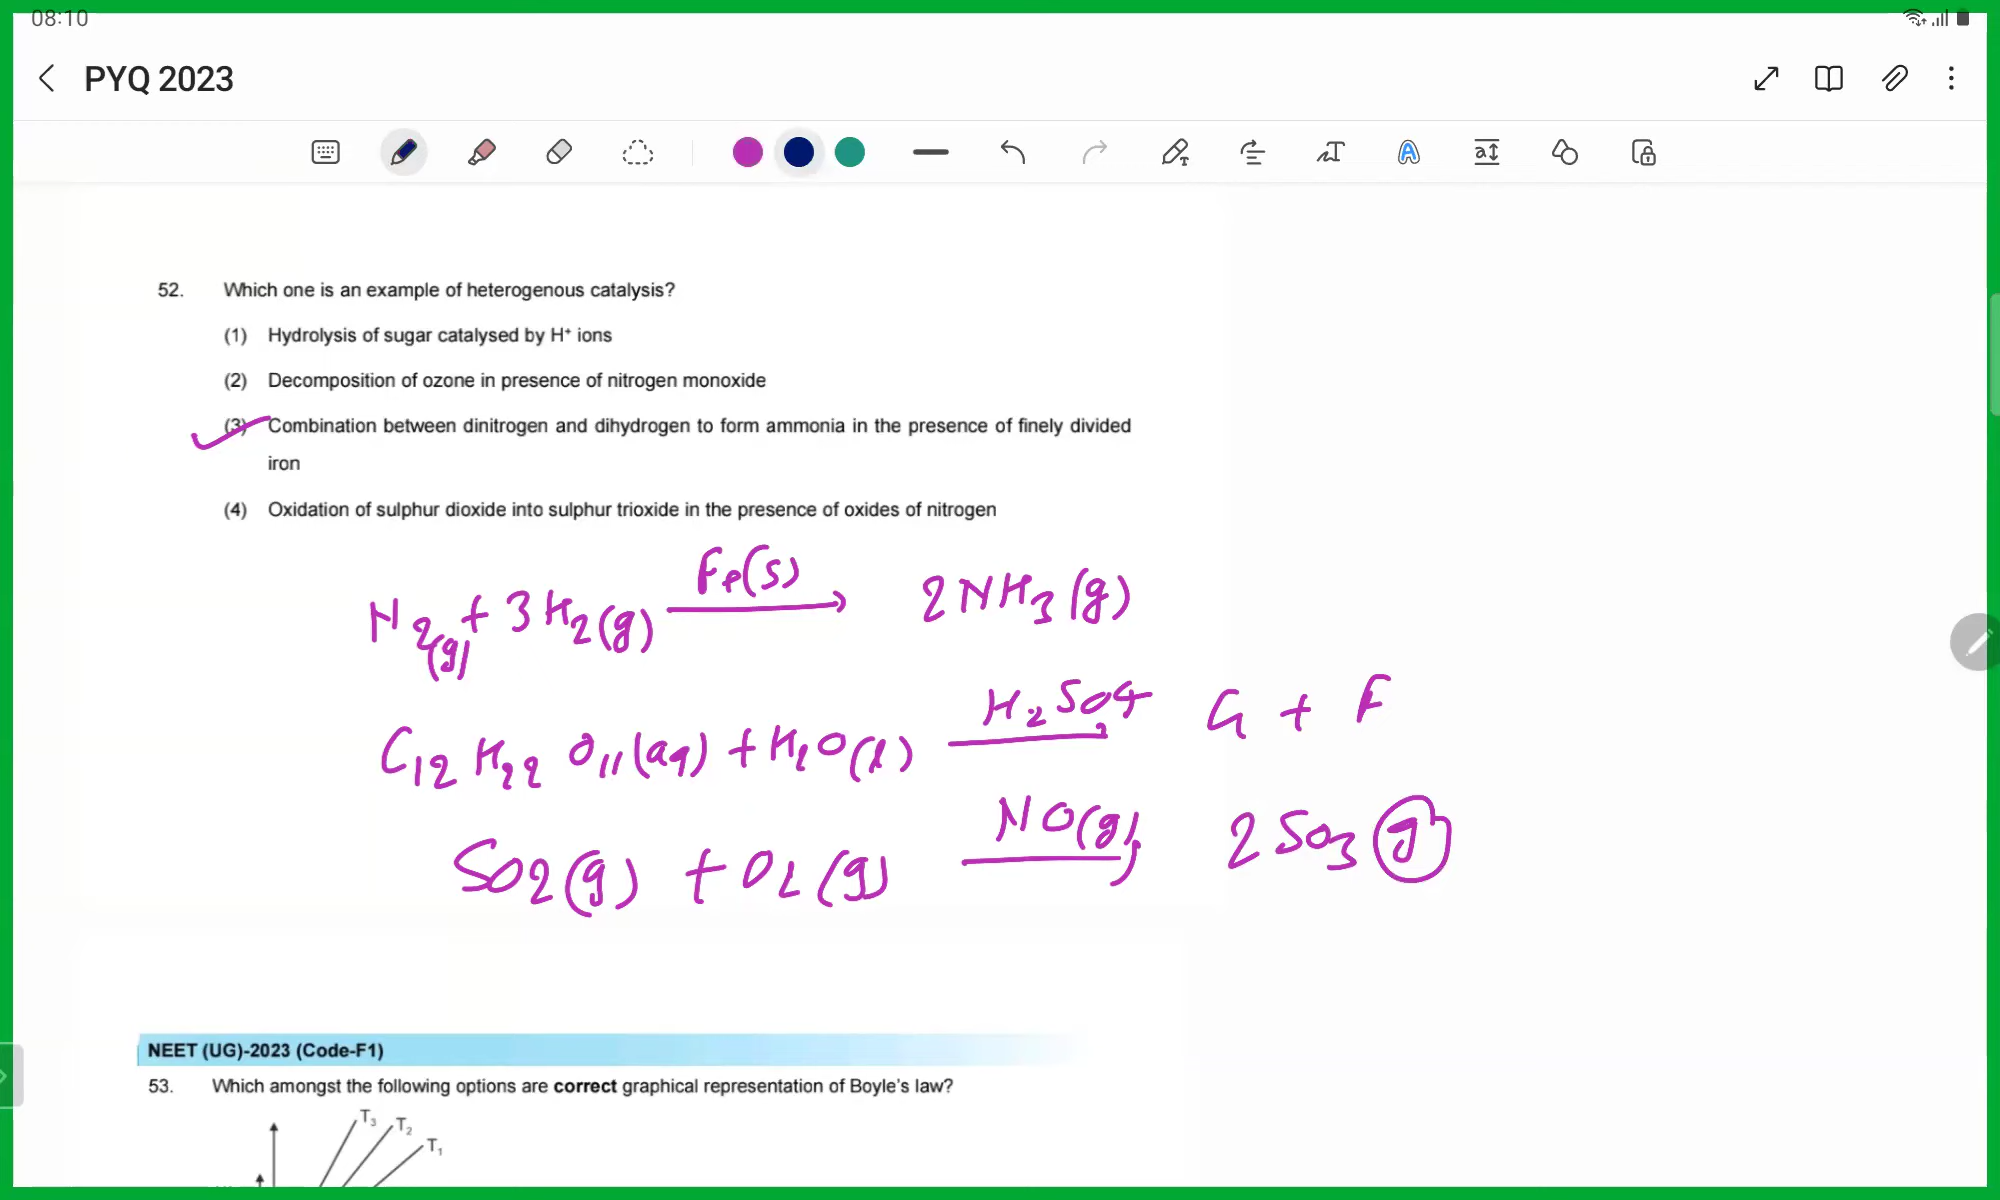 08:10
PYQ 2023
52. Which one is an example of heterogenous catalysis?
(1) Hydrolysis of sugar catalysed by H⁺ ions
(2) Decomposition of ozone in presence of nitrogen monoxide
(3) Combination between dinitrogen and dihydrogen to form ammonia in the presence of finely divided
iron
(4) Oxidation of sulphur dioxide into sulphur trioxide in the presence of oxides of nitrogen
Fe(s)
N₂(g) + 3H₂(g) → 2NH₃(g)
H₂SO₄
C₁₂H₂₂O₁₁(aq) + H₂O(l) → G + F
NO(g)
SO₂(g) + O₂(g) → 2SO₃(g)
NEET (UG)-2023 (Code-F1)
53. Which amongst the following options are correct graphical representation of Boyle's law?
T₃
T₂
T₁